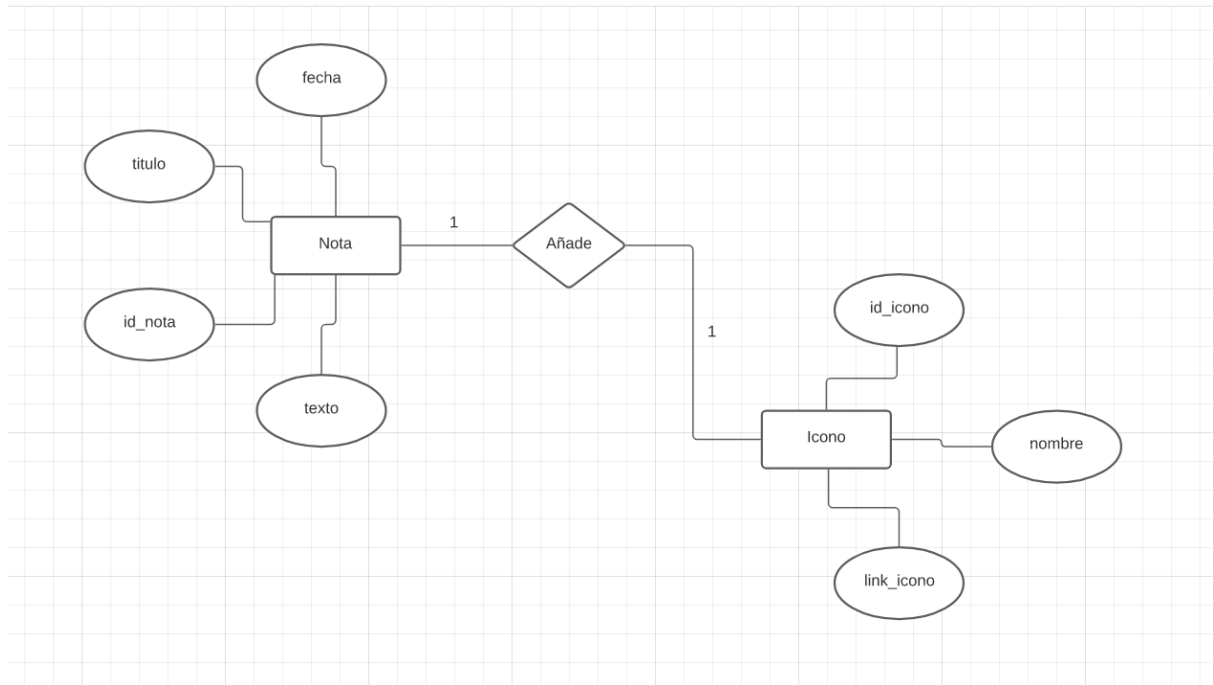 fecha
titulo
Nota
1
Añade
id_nota
texto
1
id_icono
Icono
nombre
link_icono